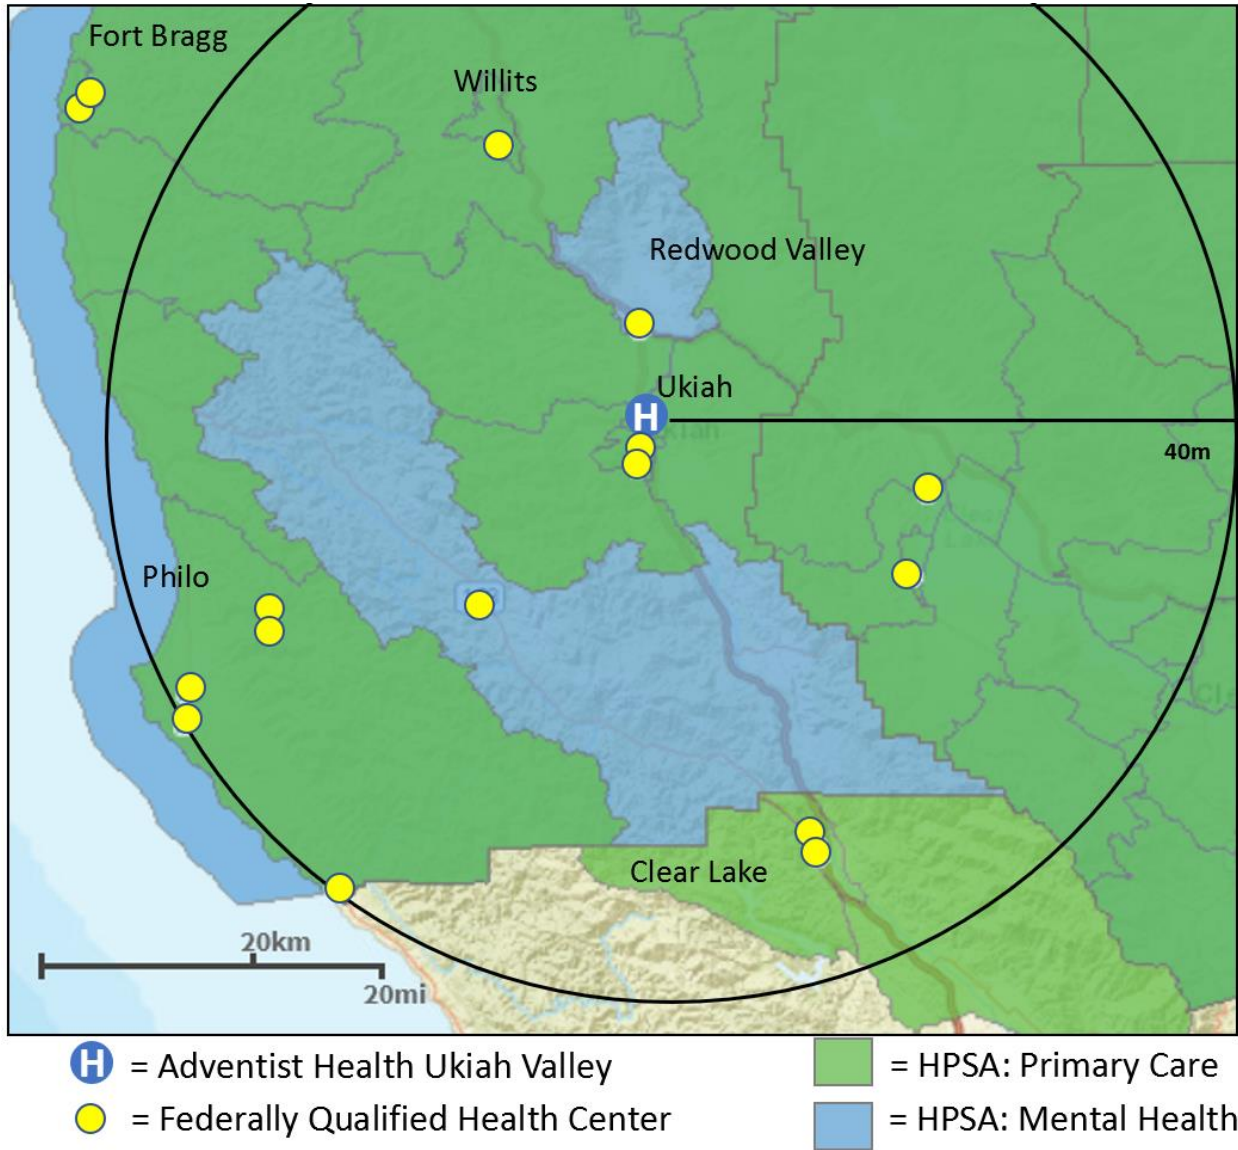 Fort Bragg
Willits
Redwood Valley
Ukiah
H
40m
Philo
Clear Lake
20km
20mi
H = Adventist Health Ukiah Valley
= HPSA: Primary Care
= Federally Qualified Health Center
= HPSA: Mental Health